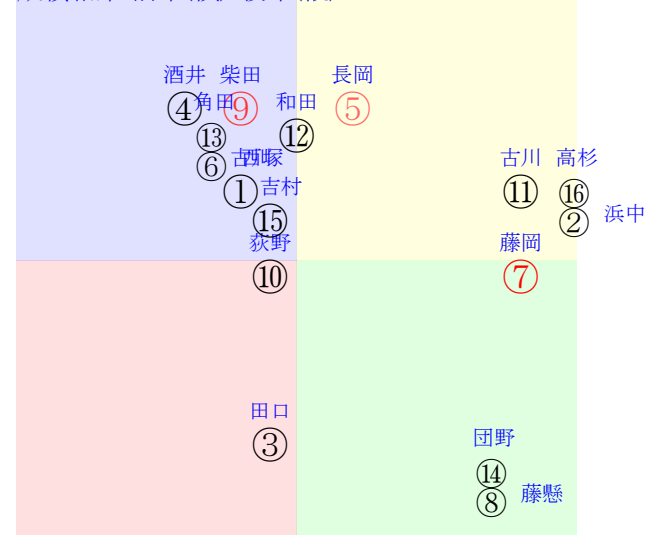 酒井 柴田 長岡
④ 角田 ⑨ 和田 ⑤
⑬ ⑫
⑥ 古川 高杉
① 吉村 ⑪ ⑯
⑮ ② 浜中
荻野 藤岡
⑩ ⑦
田口
③ 団野
⑭
⑧ 藤懸